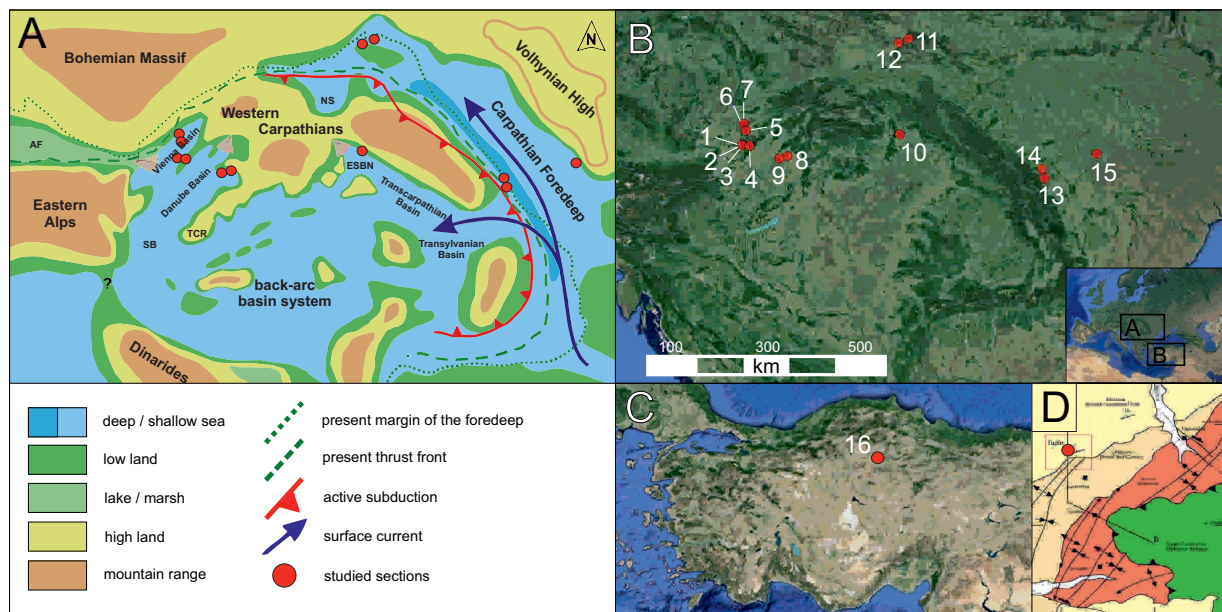 A
N
Bohemian Massif
Volhynian High
NS
Western
Carpathians
AF
Vienna Basin
ESBN
Carpathian Foredeep
Danube Basin
Transcarpathian
Basin
Eastern
Alps
TCR
SB
Transylvanian
Basin
?
back-arc
basin system
Dinarides
deep / shallow sea
low land
lake / marsh
high land
mountain range
present margin of the foredeep
present thrust front
active subduction
surface current
studied sections
B
12
11
7
6
5
1
2
3
4
9
8
10
14
13
15
100
300
500
km
A
B
C
16
D
B